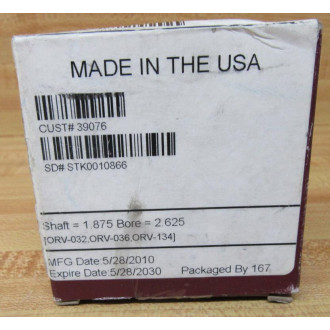 MADE IN THE USA
CUST# 39076
SD# STK0010866
Shaft = 1.875 Bore = 2.625
[ORV-032,ORV-036,ORV-134]
MFG Date 5/28/2010
Expire Date 5/28/2030 Packaged By 167